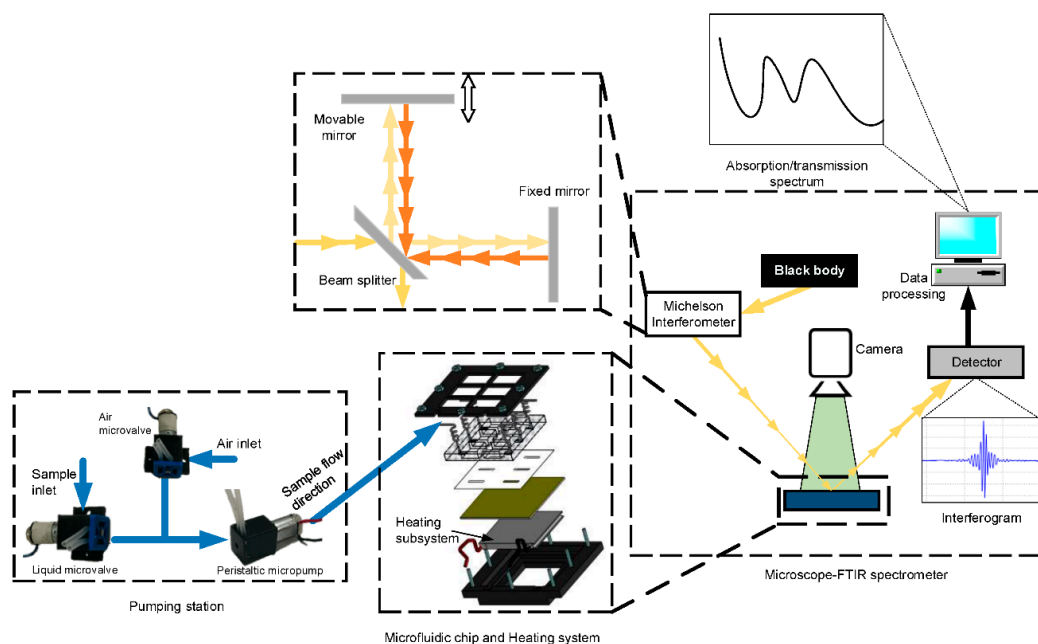 Absorption/transmission
spectrum
Movable
mirror
Fixed mirror
Beam splitter
Black body
Michelson
Interferometer
Data
processing
Camera
Detector
Interferogram
Microscope-FTIR spectrometer
Air
microvalve
Air inlet
Sample
inlet
Liquid microvalve
Peristaltic micropump
Pumping station
Sample flow
direction
Heating
subsystem
Microfluidic chip and Heating system